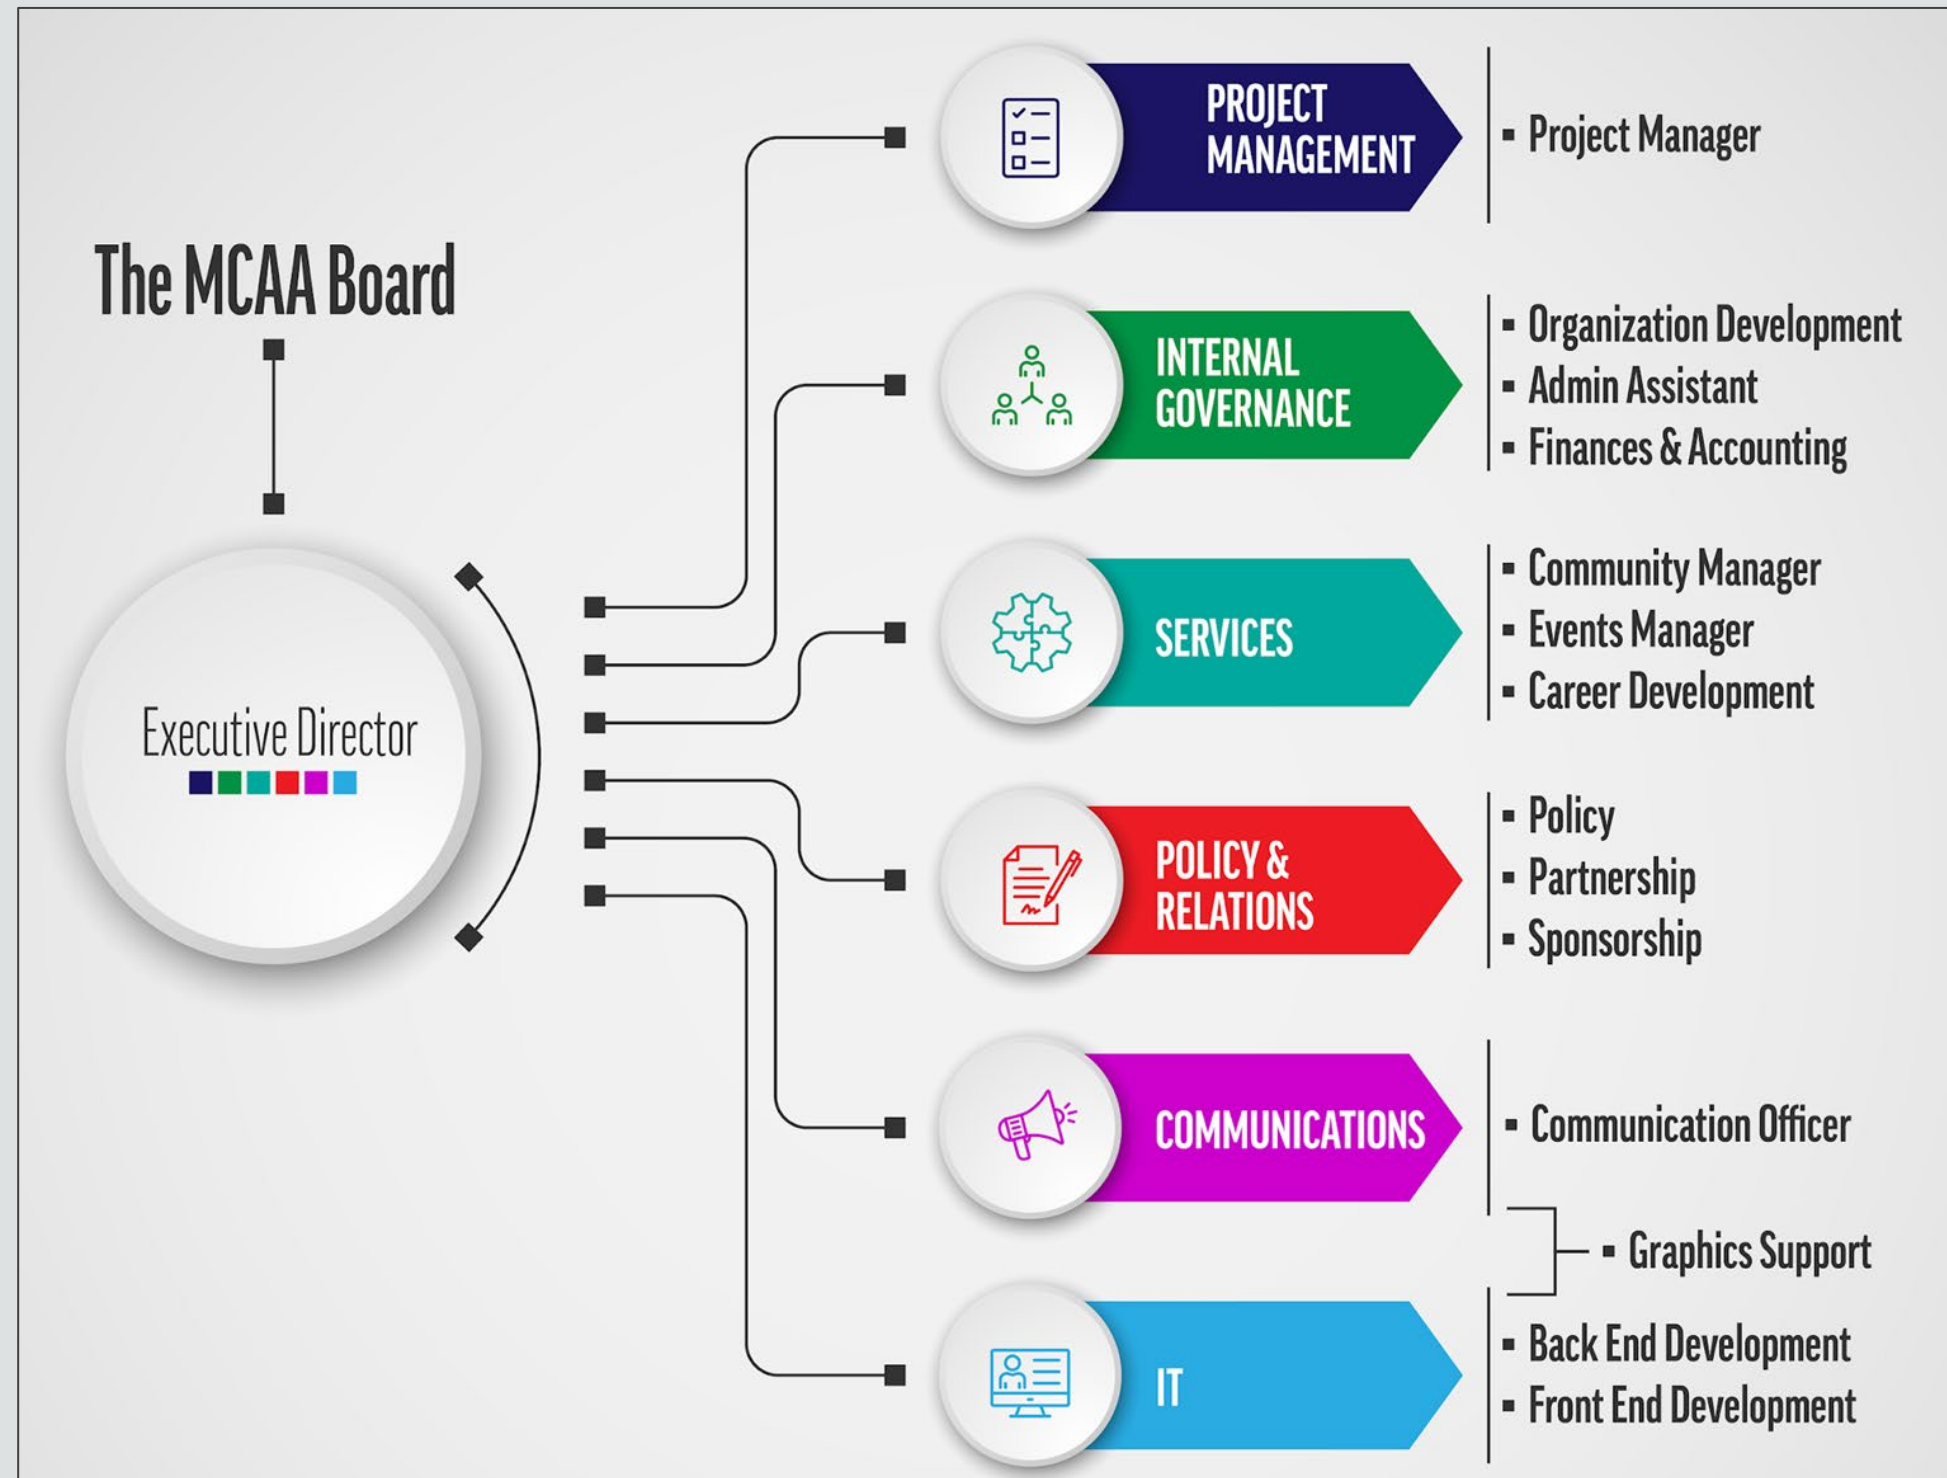 The MCAA Board
Executive Director
PROJECT
MANAGEMENT
▪ Project Manager
INTERNAL
GOVERNANCE
▪ Organization Development
▪ Admin Assistant
▪ Finances & Accounting
SERVICES
▪ Community Manager
▪ Events Manager
▪ Career Development
POLICY &
RELATIONS
▪ Policy
▪ Partnership
▪ Sponsorship
COMMUNICATIONS
▪ Communication Officer
▪ Graphics Support
IT
▪ Back End Development
▪ Front End Development